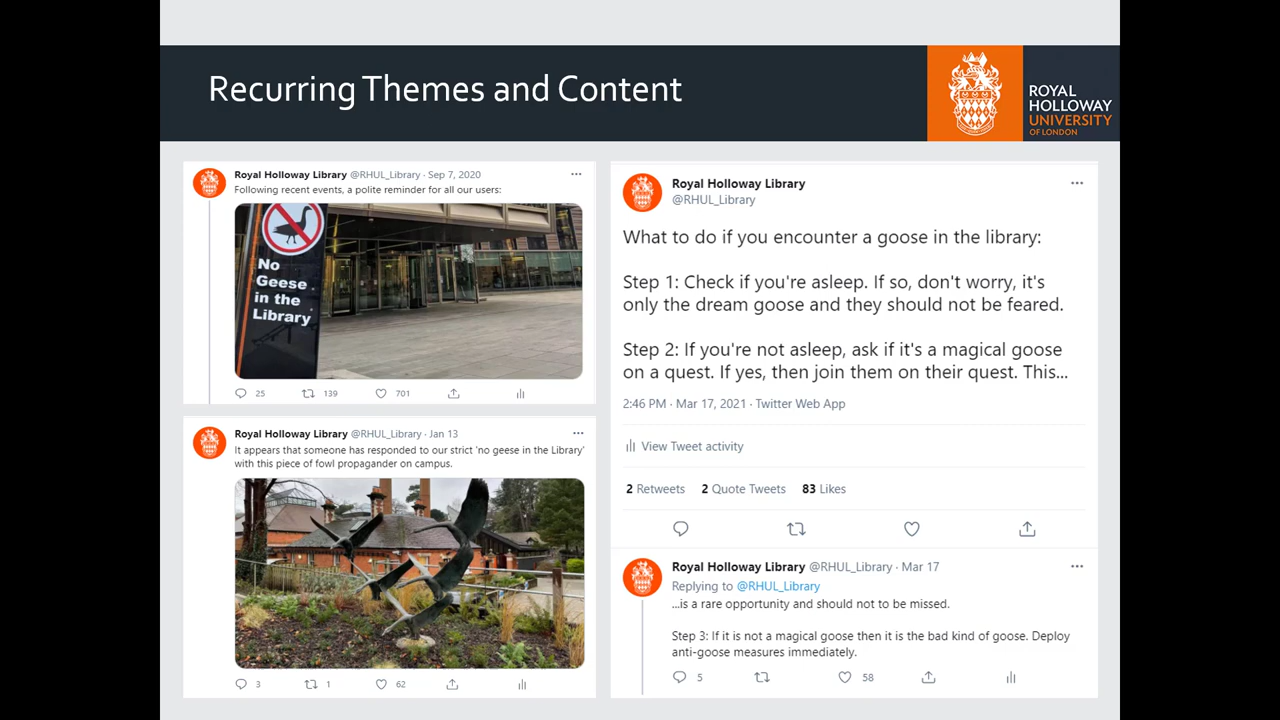 Recurring Themes and Content
ROYAL
HOLLOWAY
UNIVERSITY
OF LONDON
Royal Holloway Library @RHUL_Library · Sep 7, 2020
Following recent events, a polite reminder for all our users:
No
Geese
in the
Library
25 139 701
Royal Holloway Library @RHUL_Library · Jan 13
It appears that someone has responded to our strict 'no geese in the Library'
with this piece of fowl propagander on campus.
3 1 62
Royal Holloway Library
@RHUL_Library
What to do if you encounter a goose in the library:
Step 1: Check if you're asleep. If so, don't worry, it's
only the dream goose and they should not be feared.
Step 2: If you're not asleep, ask if it's a magical goose
on a quest. If yes, then join them on their quest. This...
2:46 PM · Mar 17, 2021 · Twitter Web App
View Tweet activity
2 Retweets 2 Quote Tweets 83 Likes
Royal Holloway Library @RHUL_Library · Mar 17
Replying to @RHUL_Library
...is a rare opportunity and should not to be missed.
Step 3: If it is not a magical goose then it is the bad kind of goose. Deploy
anti-goose measures immediately.
5 58